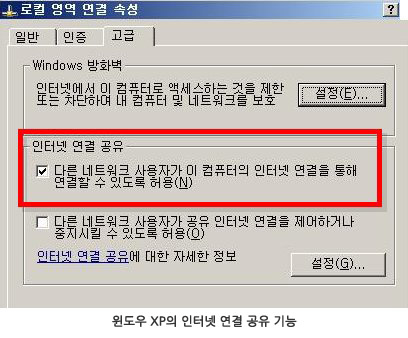 로컬 영역 연결 속성
?
일반 인증 고급
Windows 방화벽
인터넷에서 이 컴퓨터로 액세스하는 것을 제한
또는 차단하여 내 컴퓨터 및 네트워크를 보호
설정(E)...
인터넷 연결 공유
다른 네트워크 사용자가 이 컴퓨터의 인터넷 연결을 통해
연결할 수 있도록 허용(N)
다른 네트워크 사용자가 공유 인터넷 연결을 제어하거나
중지시킬 수 있도록 허용(O)
인터넷 연결 공유에 대한 자세한 정보
설정(G)...
윈도우 XP의 인터넷 연결 공유 기능